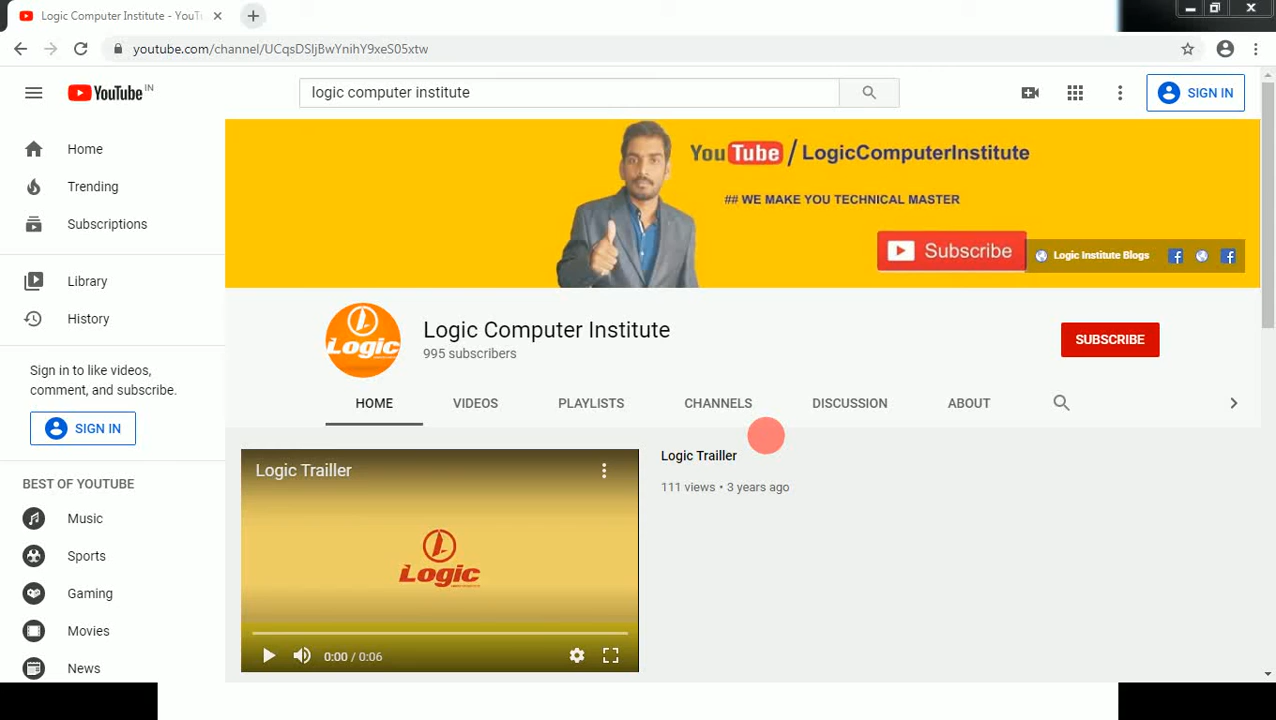 Logic Computer Institute - YouT
youtube.com/channel/UCqsDSljBwYnihY9xeS05xtw
YouTube IN
logic computer institute
SIGN IN
Home
Trending
Subscriptions
Library
History
Sign in to like videos,
comment, and subscribe.
SIGN IN
BEST OF YOUTUBE
Music
Sports
Gaming
Movies
News
YouTube / LogicComputerInstitute
## WE MAKE YOU TECHNICAL MASTER
Subscribe
Logic Institute Blogs
Logic
Logic Computer Institute
995 subscribers
SUBSCRIBE
HOME VIDEOS PLAYLISTS CHANNELS DISCUSSION ABOUT
Logic Trailler
Logic
0:00 / 0:06
Logic Trailler
111 views • 3 years ago